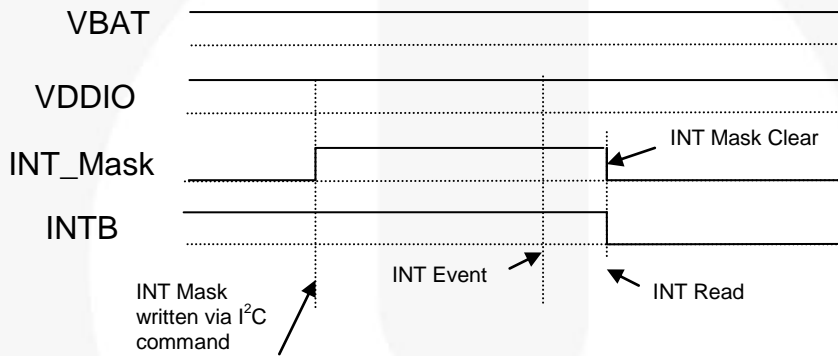 VBAT
VDDIO
INT_Mask
INT Mask Clear
INTB
INT Event
INT Read
INT Mask
written via I²C
command